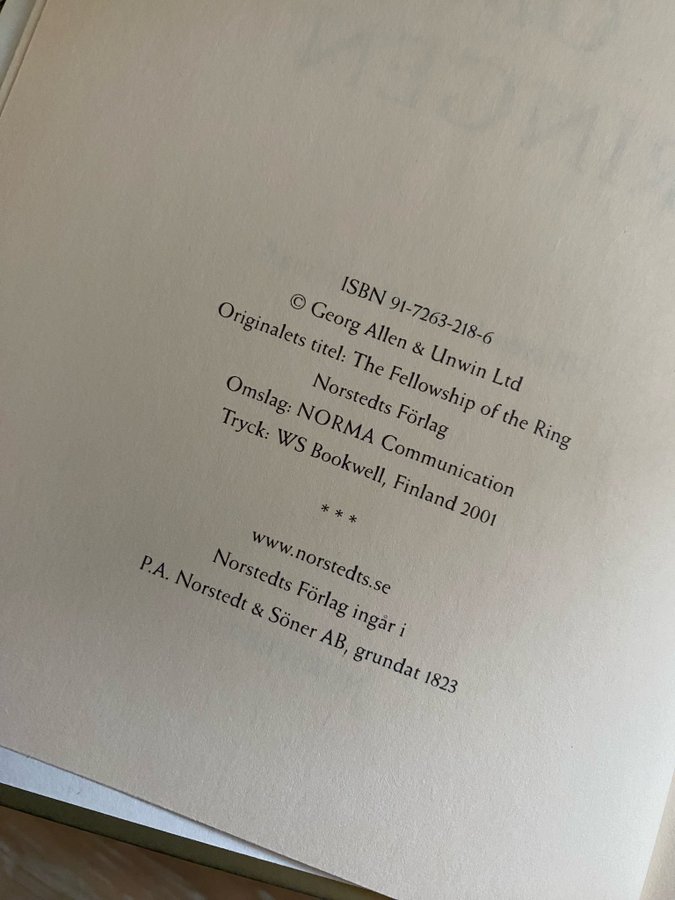 ISBN 91-7263-218-6
© Georg Allen & Unwin Ltd
Originalets titel: The Fellowship of the Ring
Norstedts Förlag
Omslag: NORMA Communication
Tryck: WS Bookwell, Finland 2001
* * *
www.norstedts.se
Norstedts Förlag ingår i
P.A. Norstedt & Söner AB, grundat 1823